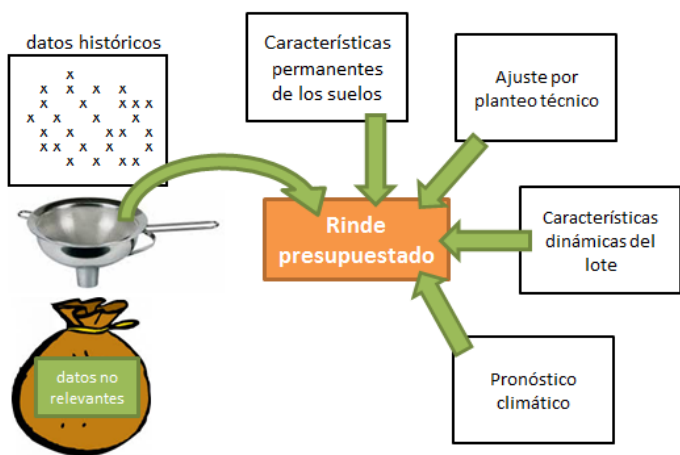 datos históricos
x
x x x x
x x x x x
x x x x
x x x x x
x x x x x
x x x x
Características
permanentes
de los suelos
Ajuste por
planteo técnico
Rinde
presupuestado
Características
dinámicas del
lote
Pronóstico
climático
datos no
relevantes